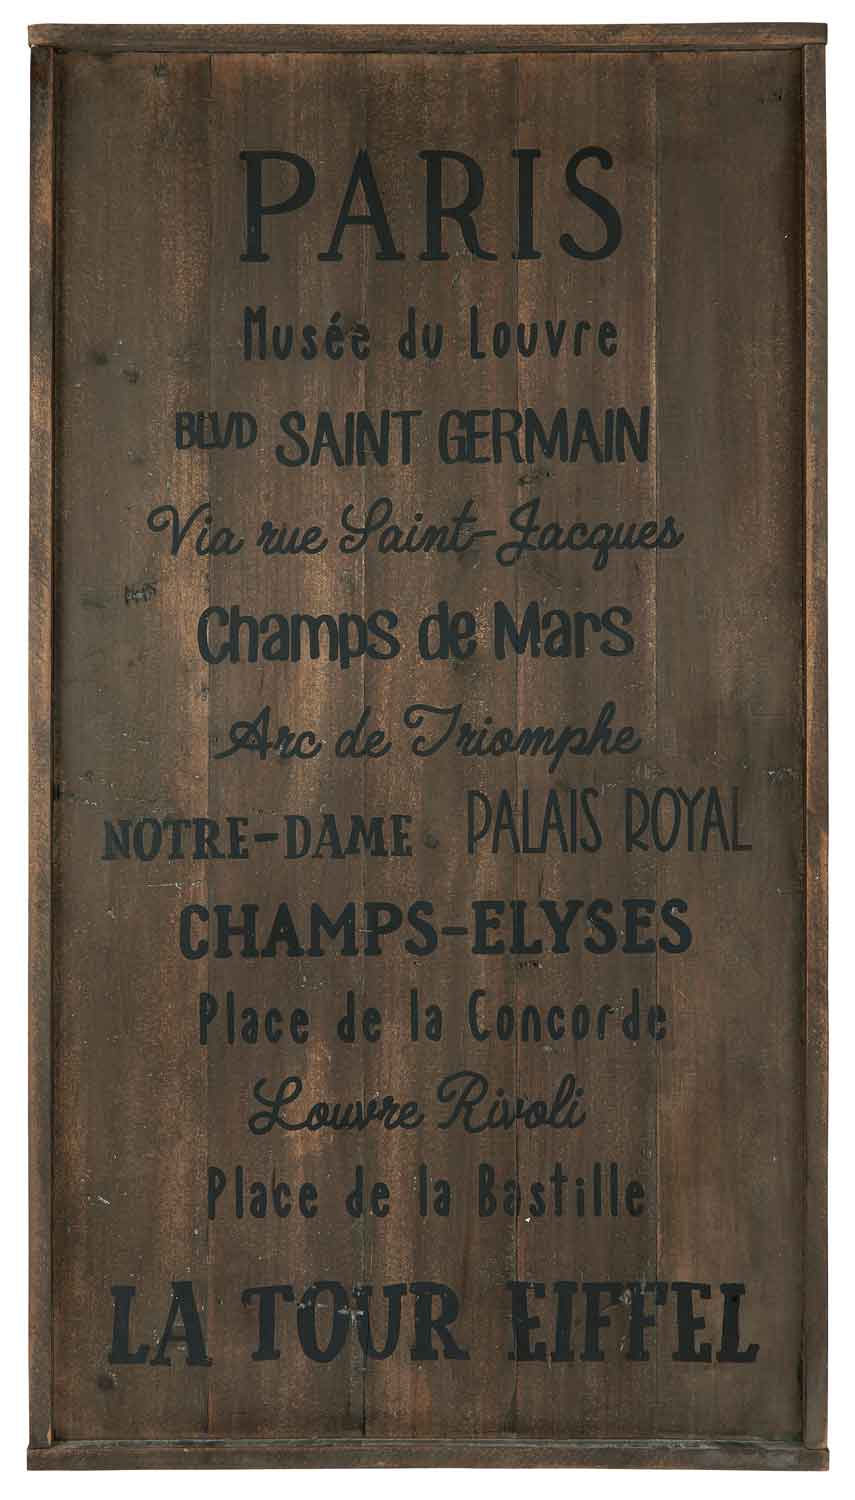 PARIS
Musée du Louvre
BLVD SAINT GERMAIN
Via rue Saint-Jacques
Champs de Mars
Arc de Triomphe
NOTRE-DAME PALAIS ROYAL
CHAMPS-ELYSES
Place de la Concorde
Louvre Rivoli
Place de la Bastille
LA TOUR EIFFEL